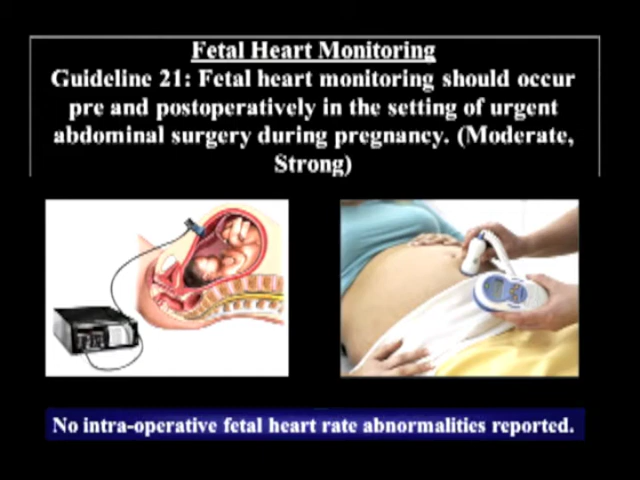 Fetal Heart Monitoring
Guideline 21: Fetal heart monitoring should occur
pre and postoperatively in the setting of urgent
abdominal surgery during pregnancy. (Moderate,
Strong)
No intra-operative fetal heart rate abnormalities reported.